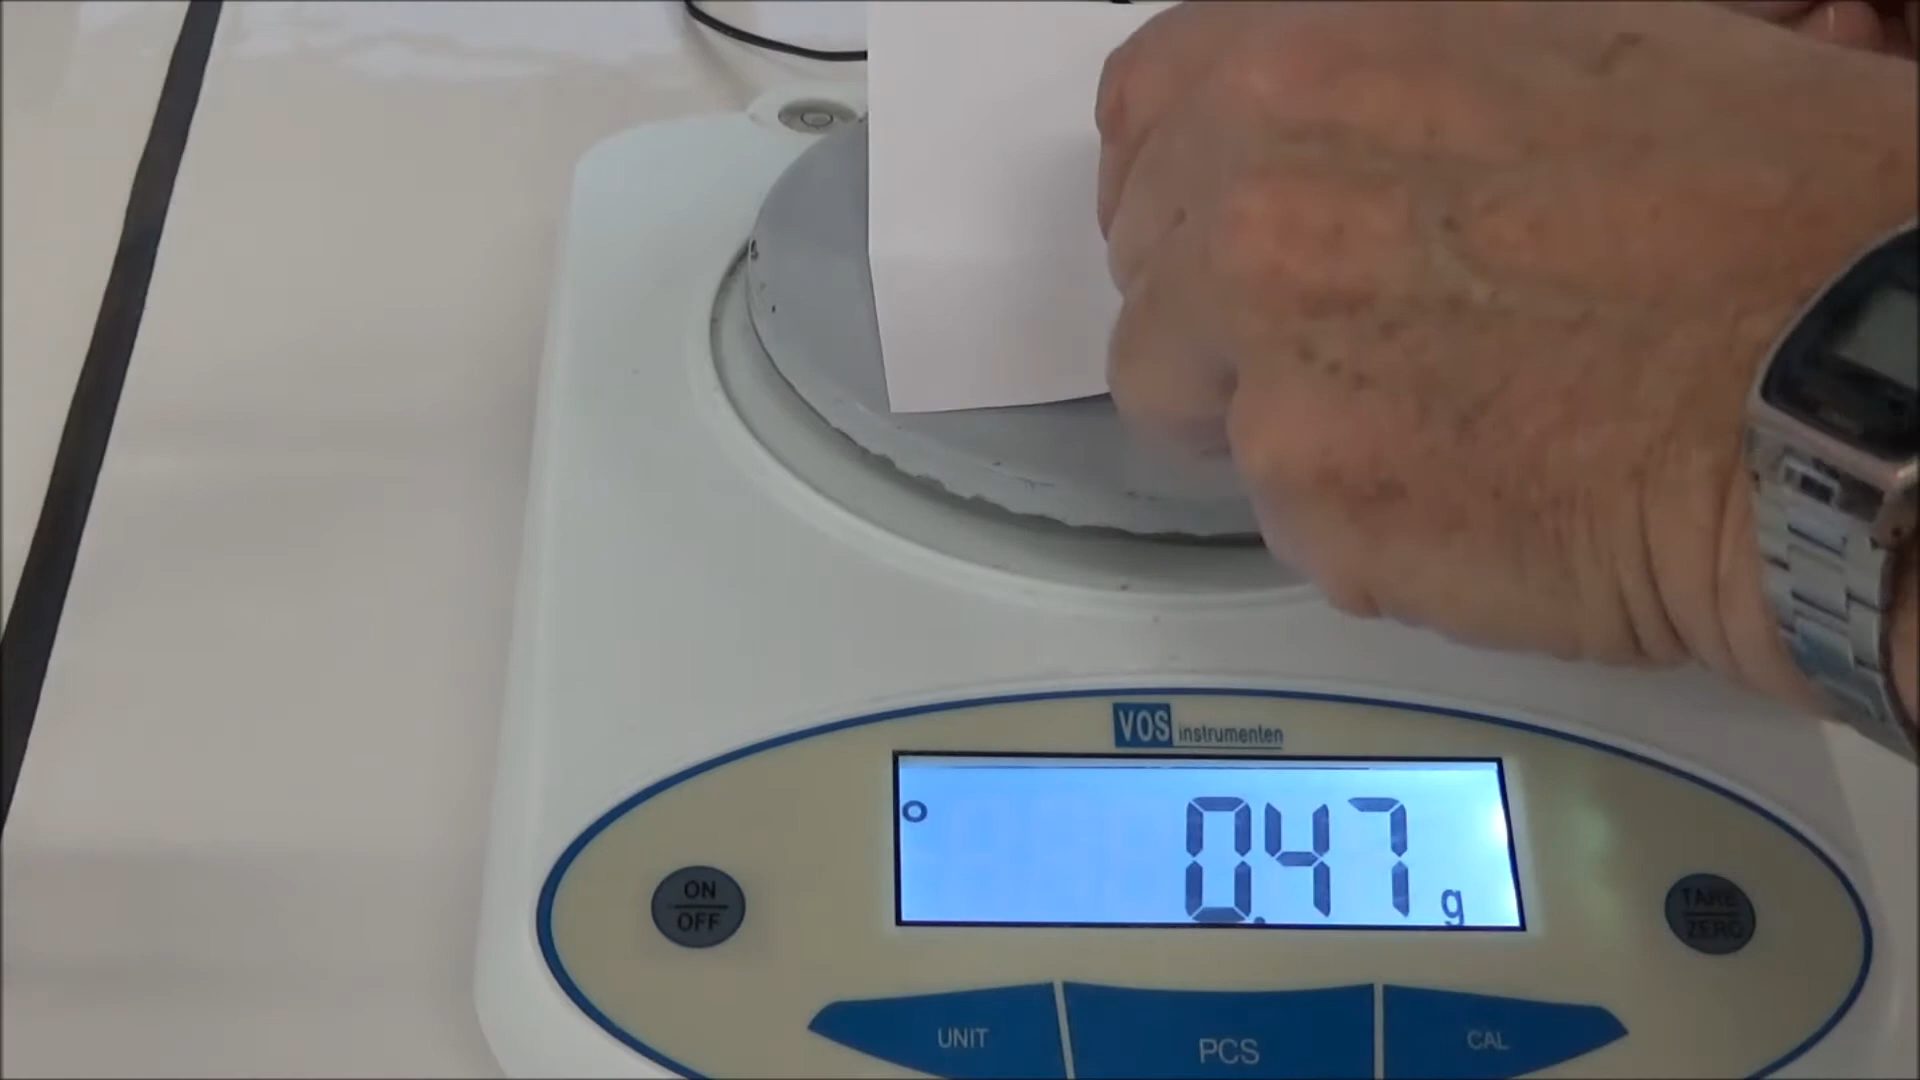 VOS instrumenten
0.47 g
ON
OFF
TARE
ZERO
UNIT
PCS
CAL